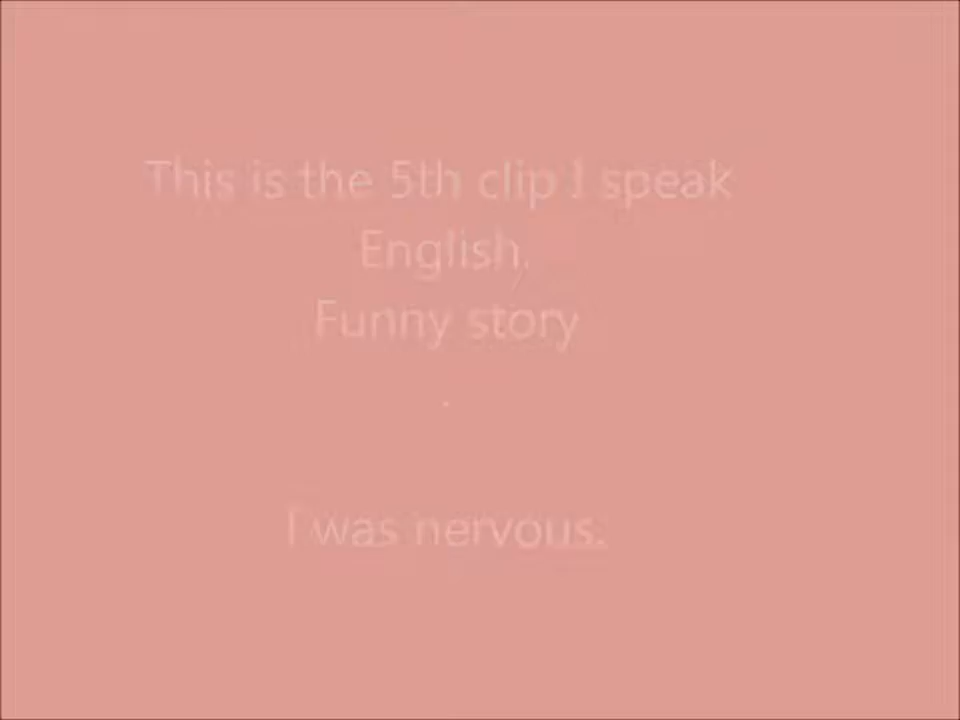 This is the 5th clip I speak
English.
Funny story
.
I was nervous.